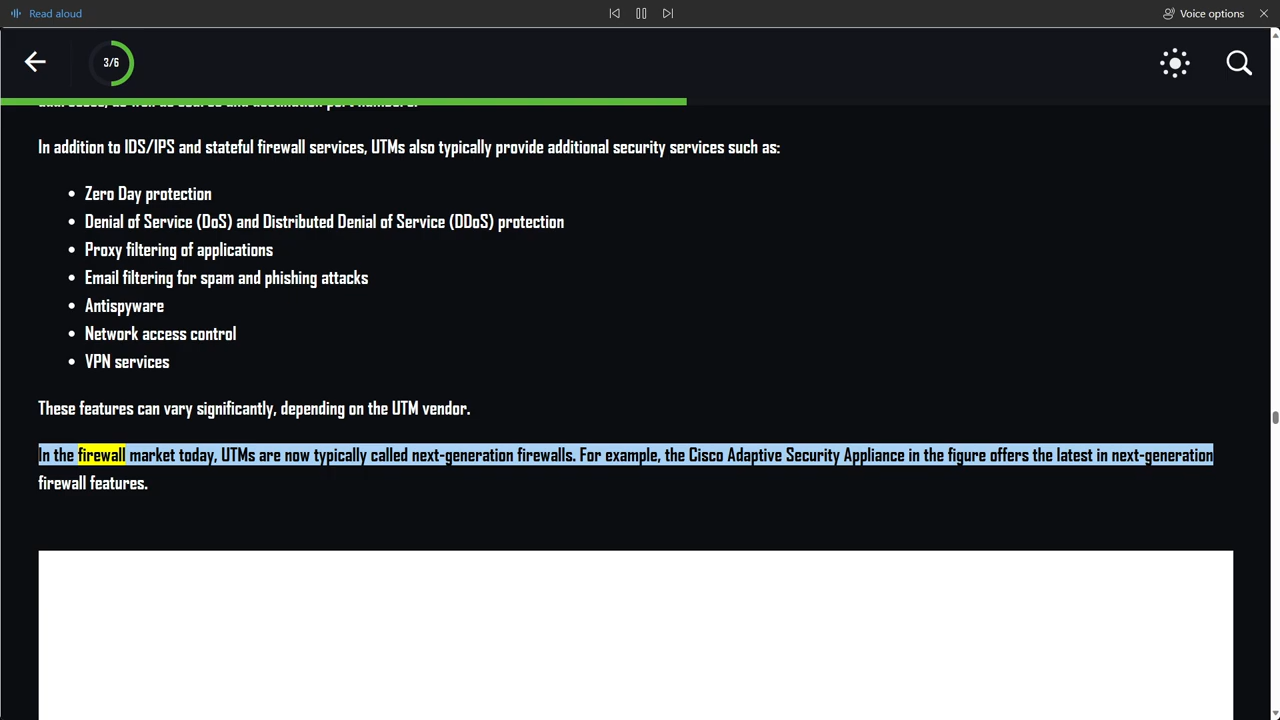 Read aloud
Voice options
3/6
In addition to IDS/IPS and stateful firewall services, UTMs also typically provide additional security services such as:
• Zero Day protection
• Denial of Service (DoS) and Distributed Denial of Service (DDoS) protection
• Proxy filtering of applications
• Email filtering for spam and phishing attacks
• Antispyware
• Network access control
• VPN services
These features can vary significantly, depending on the UTM vendor.
In the firewall market today, UTMs are now typically called next-generation firewalls. For example, the Cisco Adaptive Security Appliance in the figure offers the latest in next-generation
firewall features.